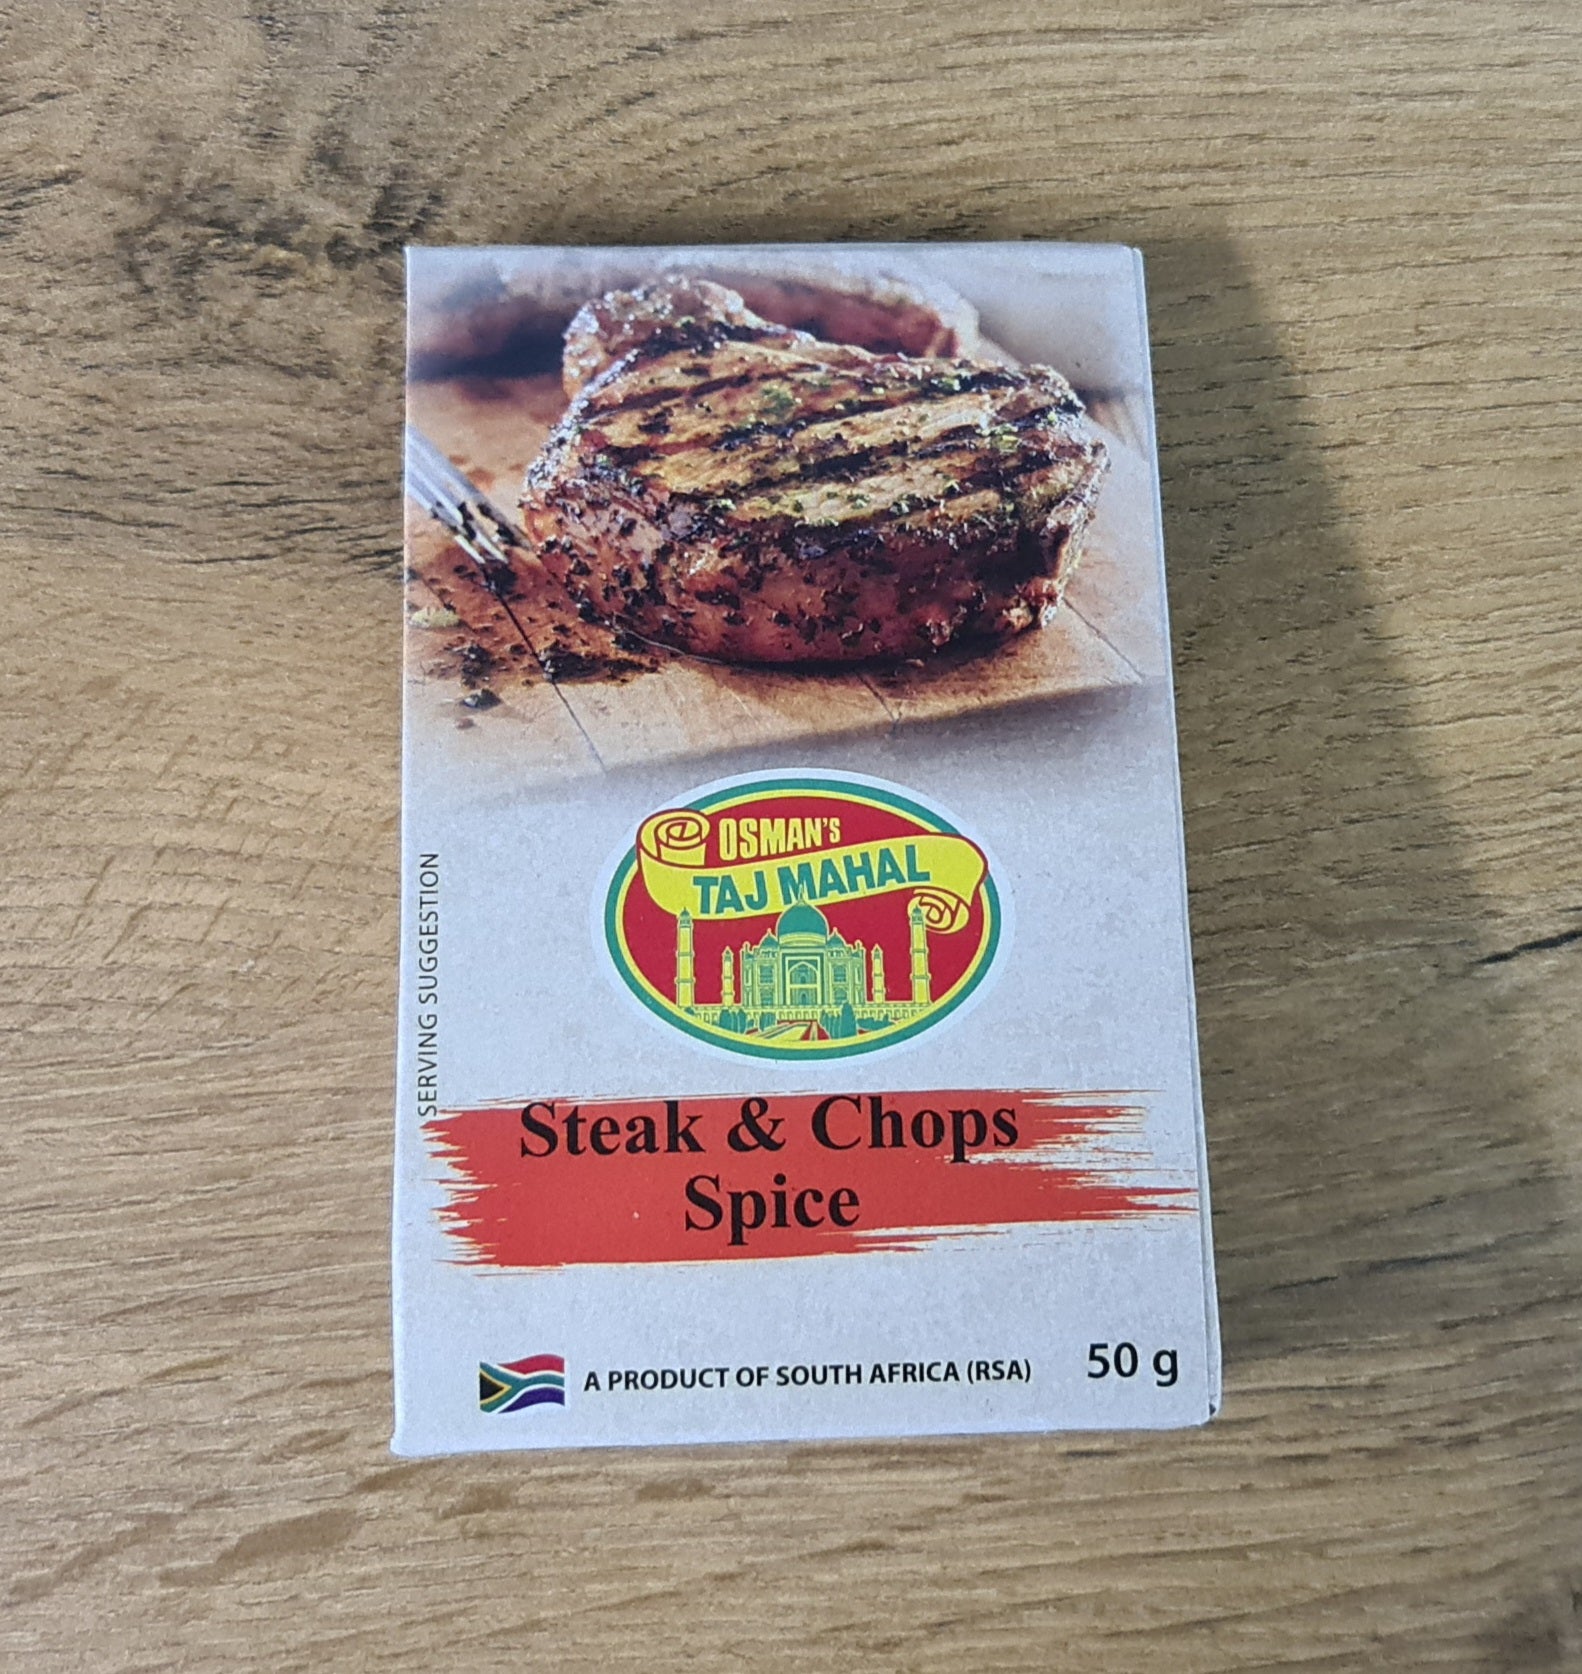 OSMAN'S
TAJ MAHAL
SERVING SUGGESTION
Steak & Chops
Spice
A PRODUCT OF SOUTH AFRICA (RSA)
50 g